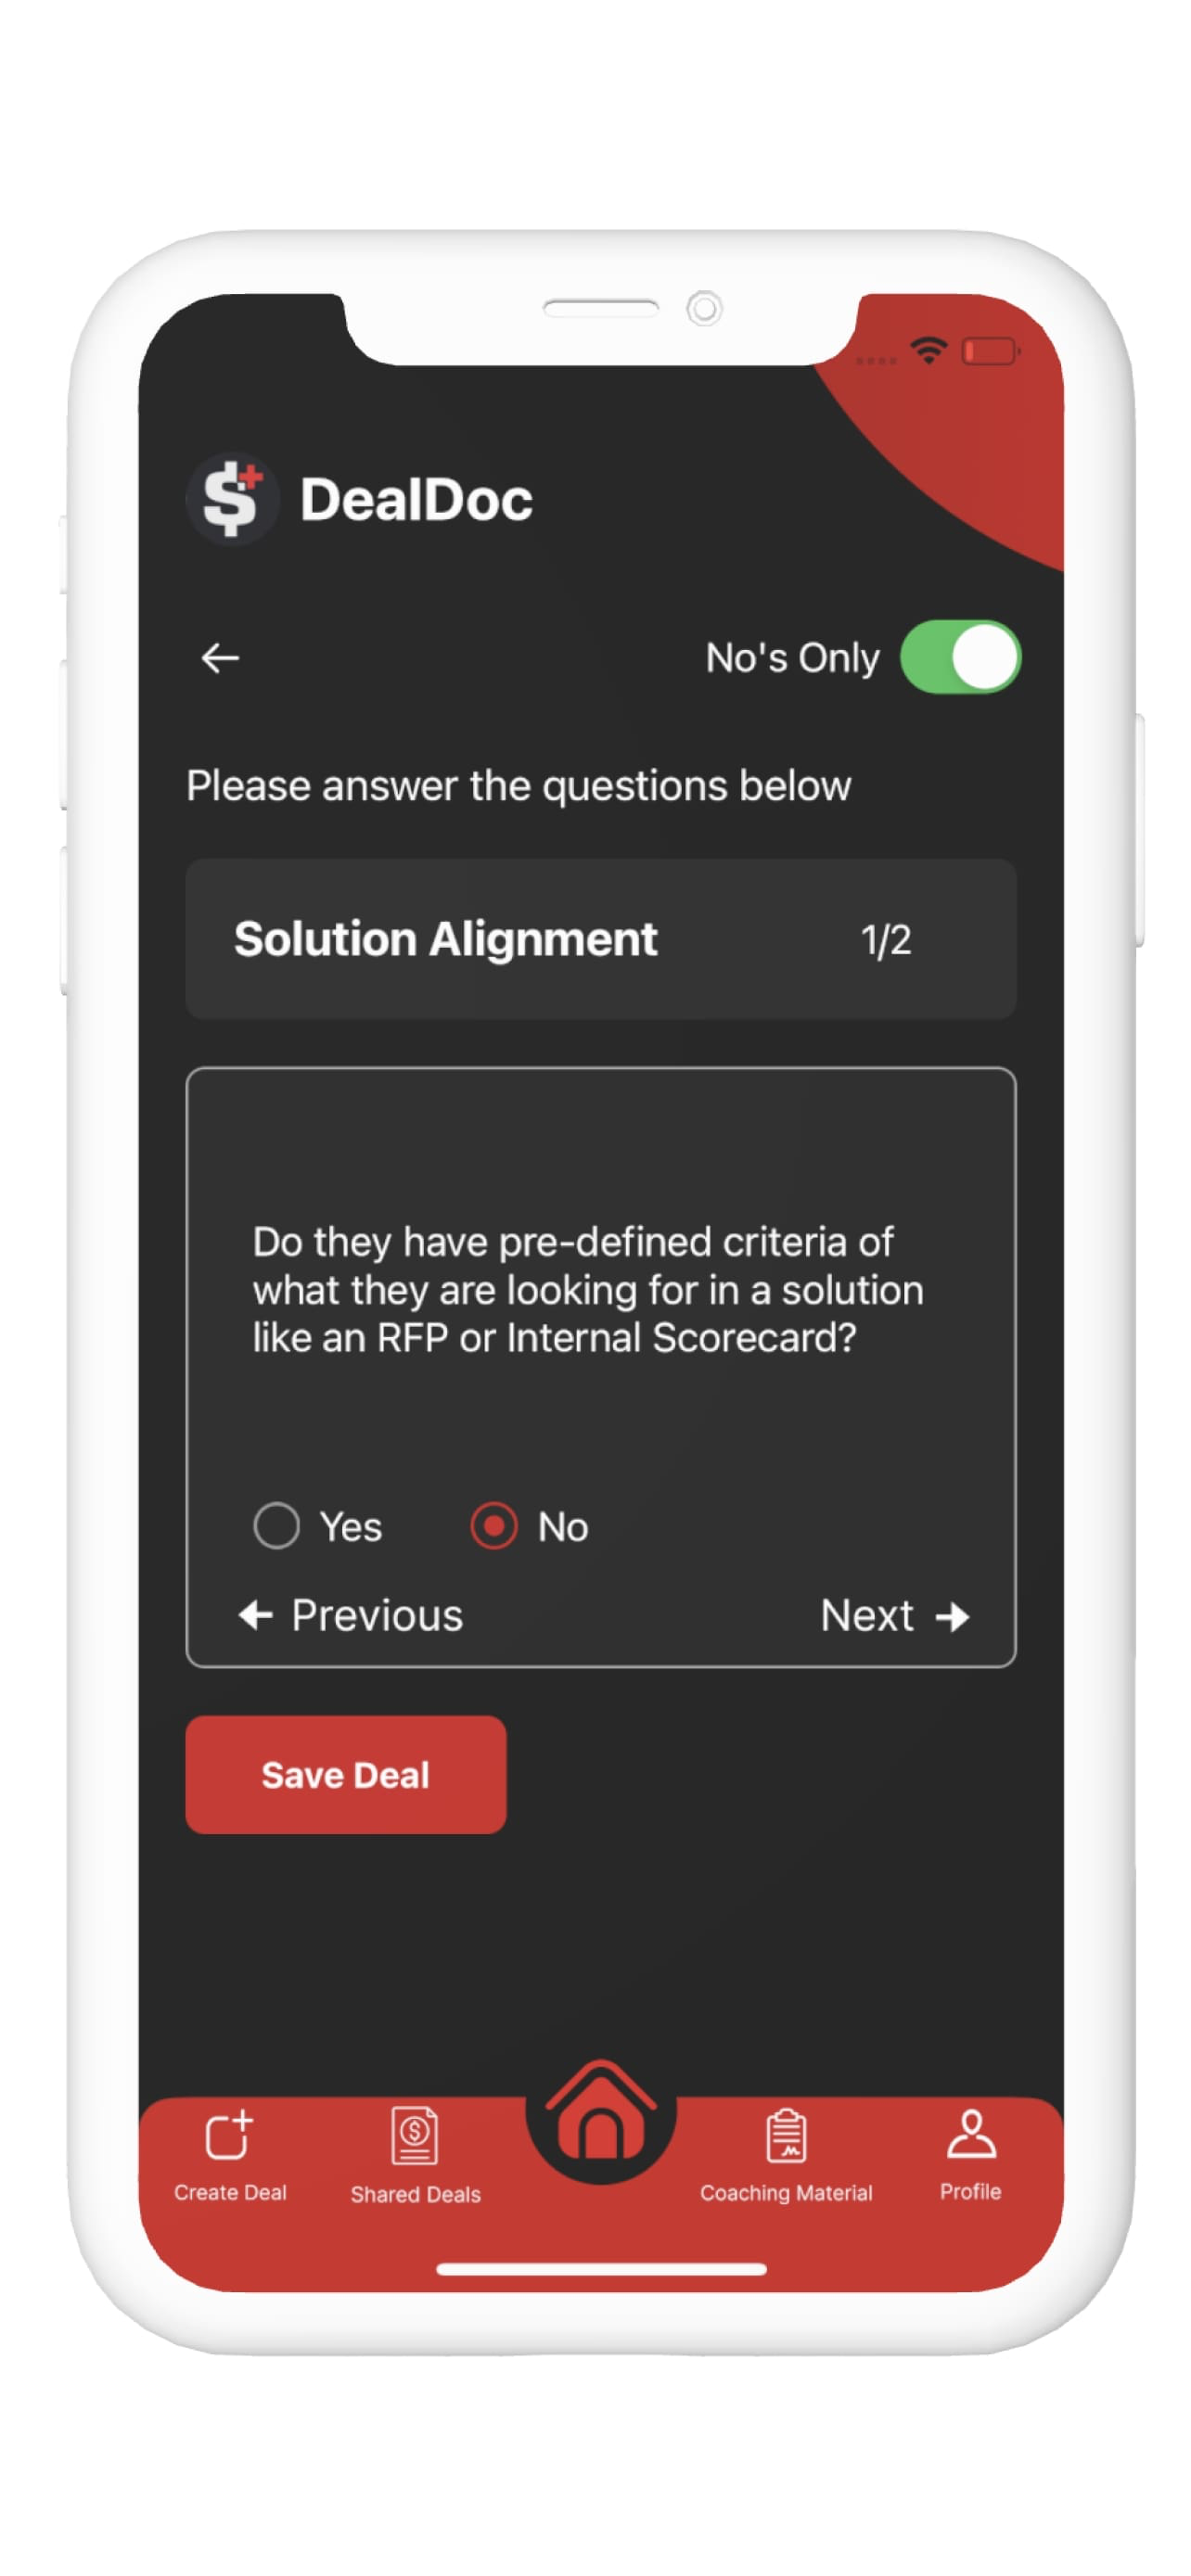 DealDoc
No's Only
Please answer the questions below
Solution Alignment 1/2
Do they have pre-defined criteria of
what they are looking for in a solution
like an RFP or Internal Scorecard?
Yes No
Previous Next
Save Deal
Create Deal Shared Deals Coaching Material Profile